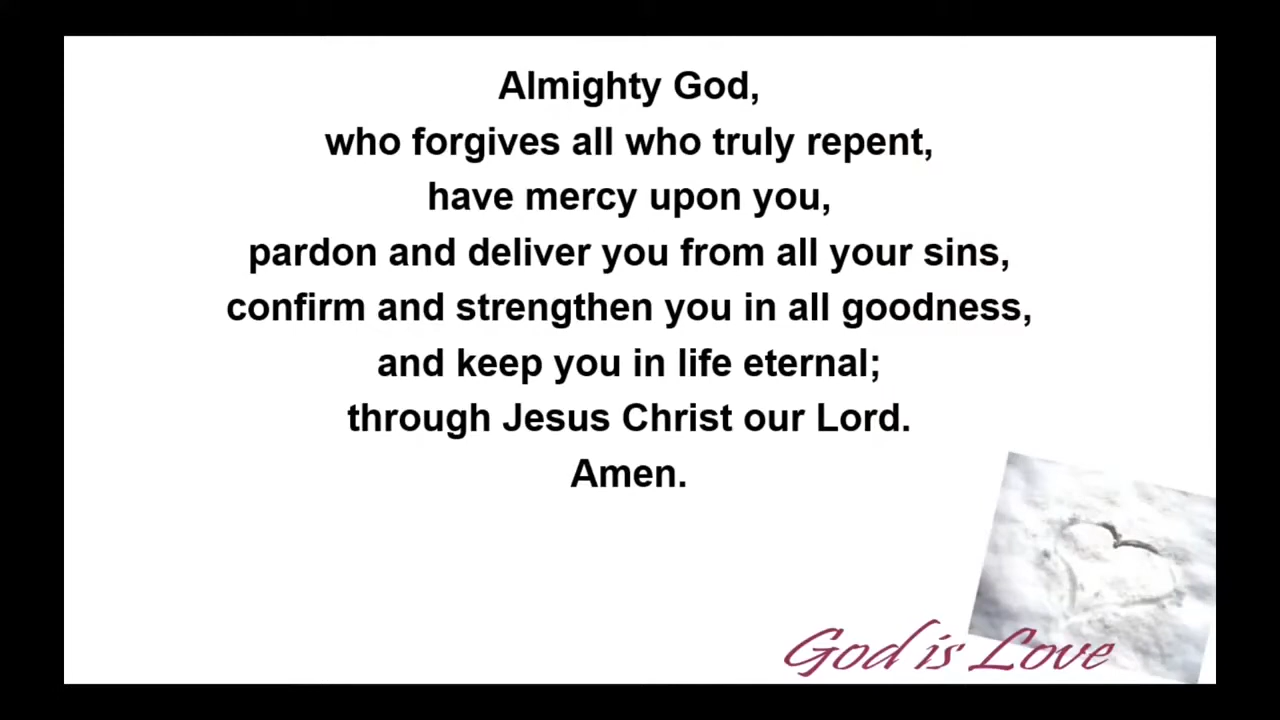 Almighty God,
who forgives all who truly repent,
have mercy upon you,
pardon and deliver you from all your sins,
confirm and strengthen you in all goodness,
and keep you in life eternal;
through Jesus Christ our Lord.
Amen.
God is Love